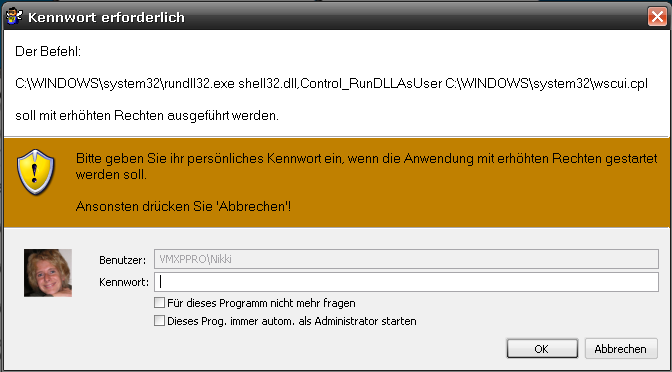 Kennwort erforderlich
Der Befehl:
C:\WINDOWS\system32\rundll32.exe shell32.dll,Control_RunDLLAsUser C:\WINDOWS\system32\wscui.cpl
soll mit erhöhten Rechten ausgeführt werden.
Bitte geben Sie ihr persönliches Kennwort ein, wenn die Anwendung mit erhöhten Rechten gestartet
werden soll.
Ansonsten drücken Sie 'Abbrechen'!
Benutzer: VMXPPRO\Nikki
Kennwort:
Für dieses Programm nicht mehr fragen
Dieses Prog. immer autom. als Administrator starten
OK Abbrechen